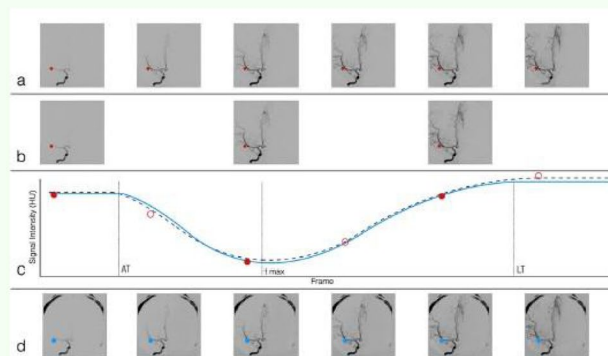 a
b
Signal Intensity (HU)
AT
t max
LT
c
Frame
d